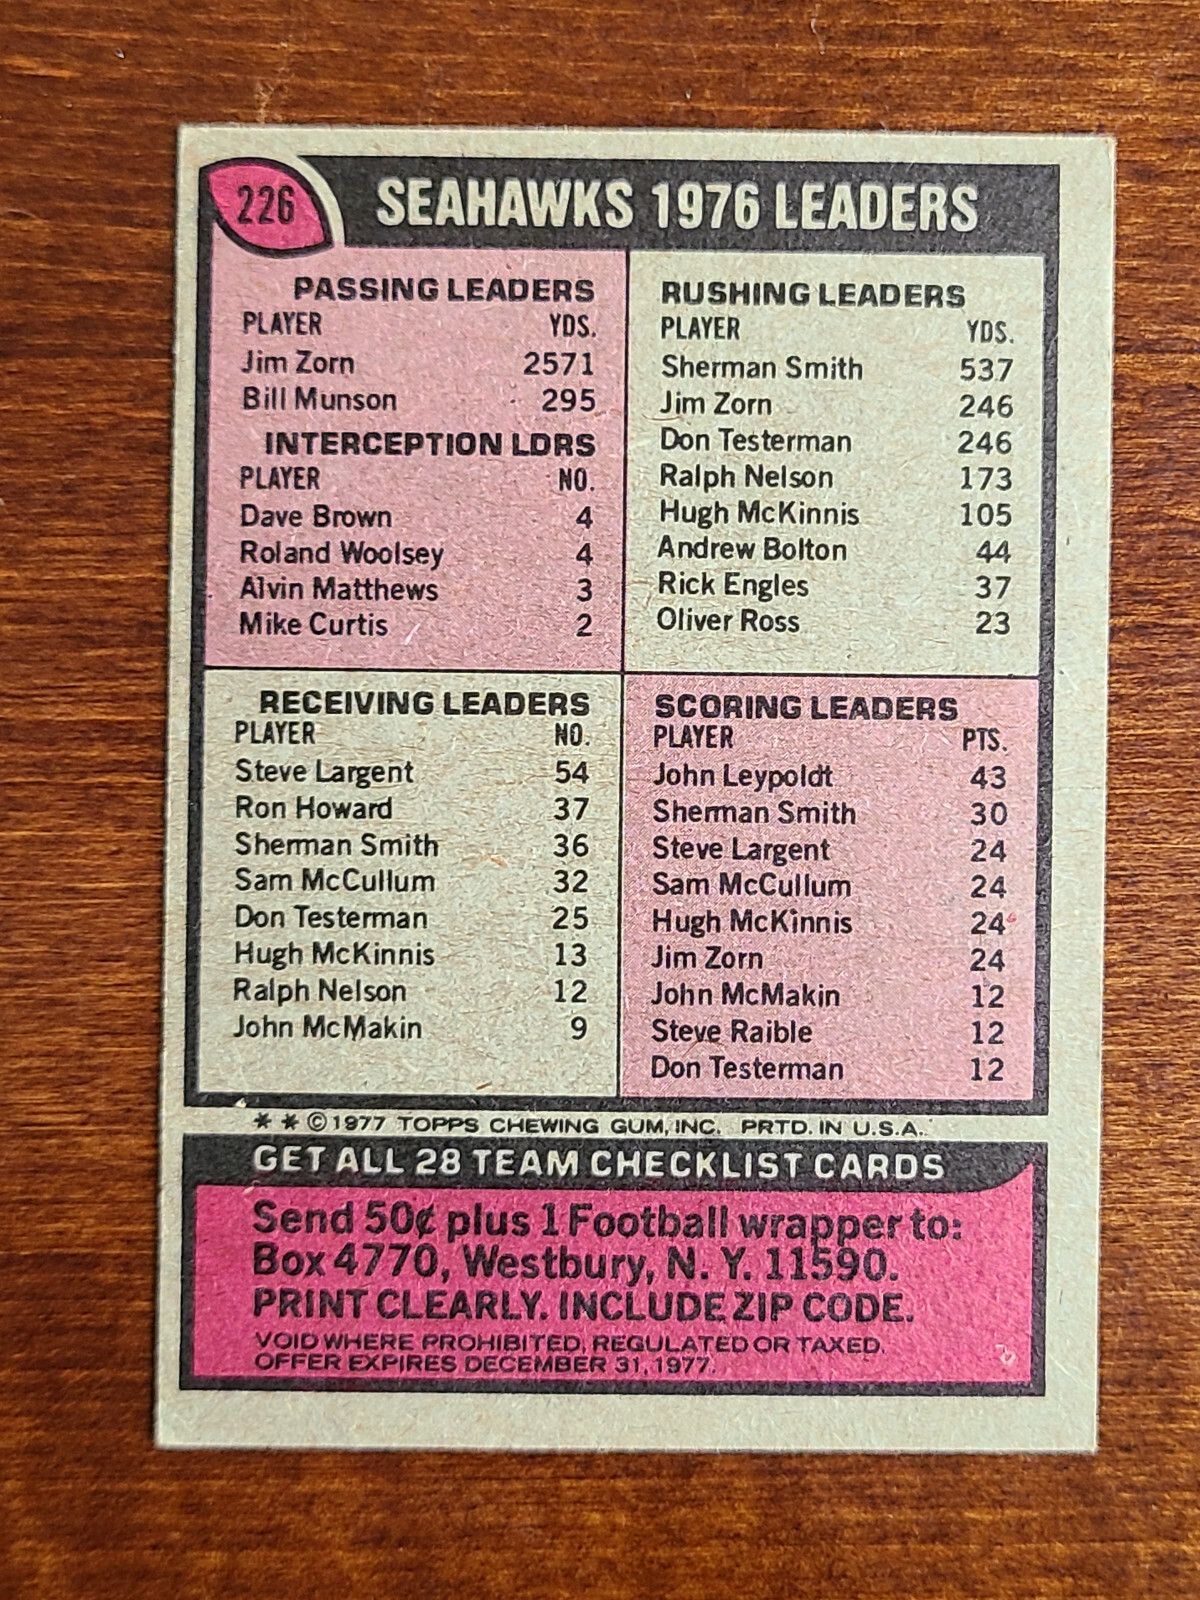 226
SEAHAWKS 1976 LEADERS
PASSING LEADERS
PLAYER YDS.
Jim Zorn 2571
Bill Munson 295
INTERCEPTION LDRS
PLAYER NO.
Dave Brown 4
Roland Woolsey 4
Alvin Matthews 3
Mike Curtis 2
RUSHING LEADERS
PLAYER YDS.
Sherman Smith 537
Jim Zorn 246
Don Testerman 246
Ralph Nelson 173
Hugh McKinnis 105
Andrew Bolton 44
Rick Engles 37
Oliver Ross 23
RECEIVING LEADERS
PLAYER NO.
Steve Largent 54
Ron Howard 37
Sherman Smith 36
Sam McCullum 32
Don Testerman 25
Hugh McKinnis 13
Ralph Nelson 12
John McMakin 9
SCORING LEADERS
PLAYER PTS.
John Leypoldt 43
Sherman Smith 30
Steve Largent 24
Sam McCullum 24
Hugh McKinnis 24
Jim Zorn 24
John McMakin 12
Steve Raible 12
Don Testerman 12
* * © 1977 TOPPS CHEWING GUM, INC. PRTD. IN U.S.A.
GET ALL 28 TEAM CHECKLIST CARDS
Send 50¢ plus 1 Football wrapper to:
Box 4770, Westbury, N. Y. 11590.
PRINT CLEARLY. INCLUDE ZIP CODE.
VOID WHERE PROHIBITED, REGULATED OR TAXED.
OFFER EXPIRES DECEMBER 31, 1977.